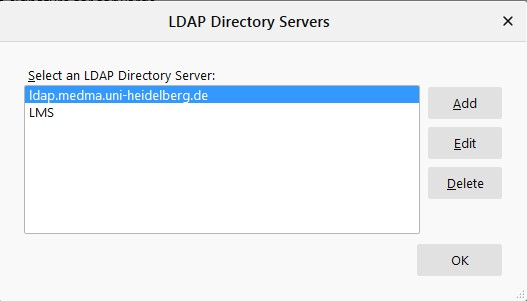 LDAP Directory Servers
Select an LDAP Directory Server:
ldap.medma.uni-heidelberg.de
LMS
Add
Edit
Delete
OK